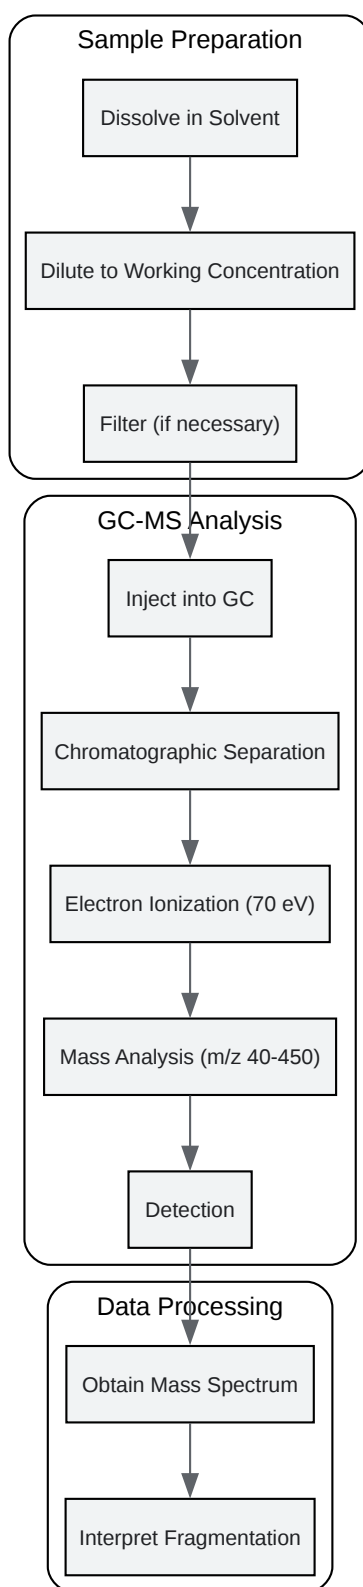 Sample Preparation
Dissolve in Solvent
Dilute to Working Concentration
Filter (if necessary)
GC-MS Analysis
Inject into GC
Chromatographic Separation
Electron Ionization (70 eV)
Mass Analysis (m/z 40-450)
Detection
Data Processing
Obtain Mass Spectrum
Interpret Fragmentation